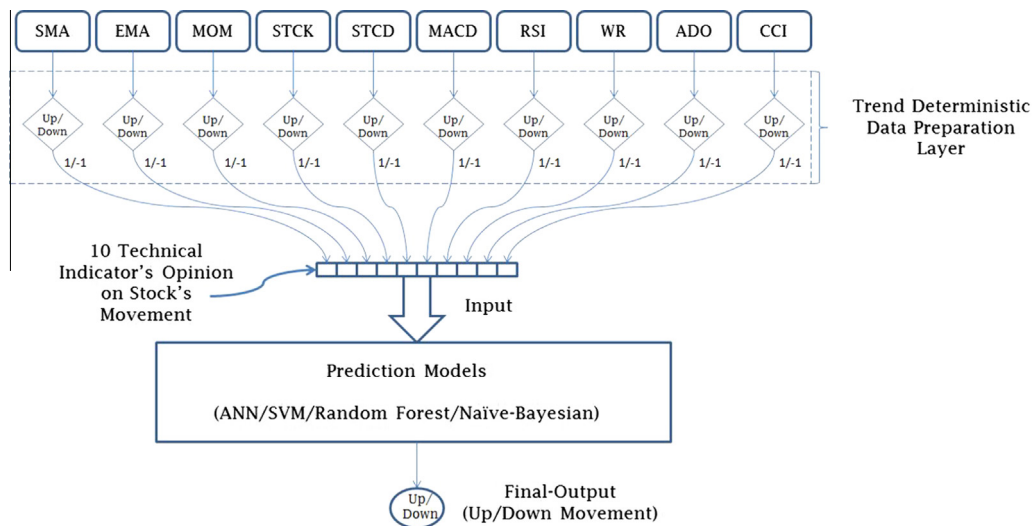 SMA EMA MOM STCK STCD MACD RSI WR ADO CCI
Up/ Up/ Up/ Up/ Up/ Up/ Up/ Up/ Up/ Up/
Down Down Down Down Down Down Down Down Down Down
1/-1 1/-1 1/-1 1/-1 1/-1 1/-1 1/-1 1/-1 1/-1 1/-1
Trend Deterministic
Data Preparation
Layer
10 Technical
Indicator's Opinion
on Stock's
Movement
Input
Prediction Models
(ANN/SVM/Random Forest/Naïve-Bayesian)
Up/
Down
Final-Output
(Up/Down Movement)